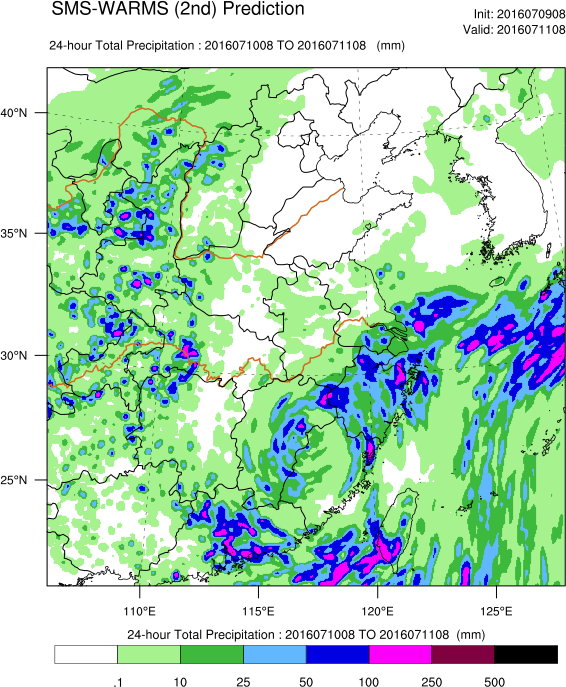 SMS-WARMS (2nd) Prediction
Init: 2016070908
Valid: 2016071108
24-hour Total Precipitation : 2016071008 TO 2016071108 (mm)
40°N
35°N
30°N
25°N
110°E 115°E 120°E 125°E
24-hour Total Precipitation : 2016071008 TO 2016071108 (mm)
.1 10 25 50 100 250 500